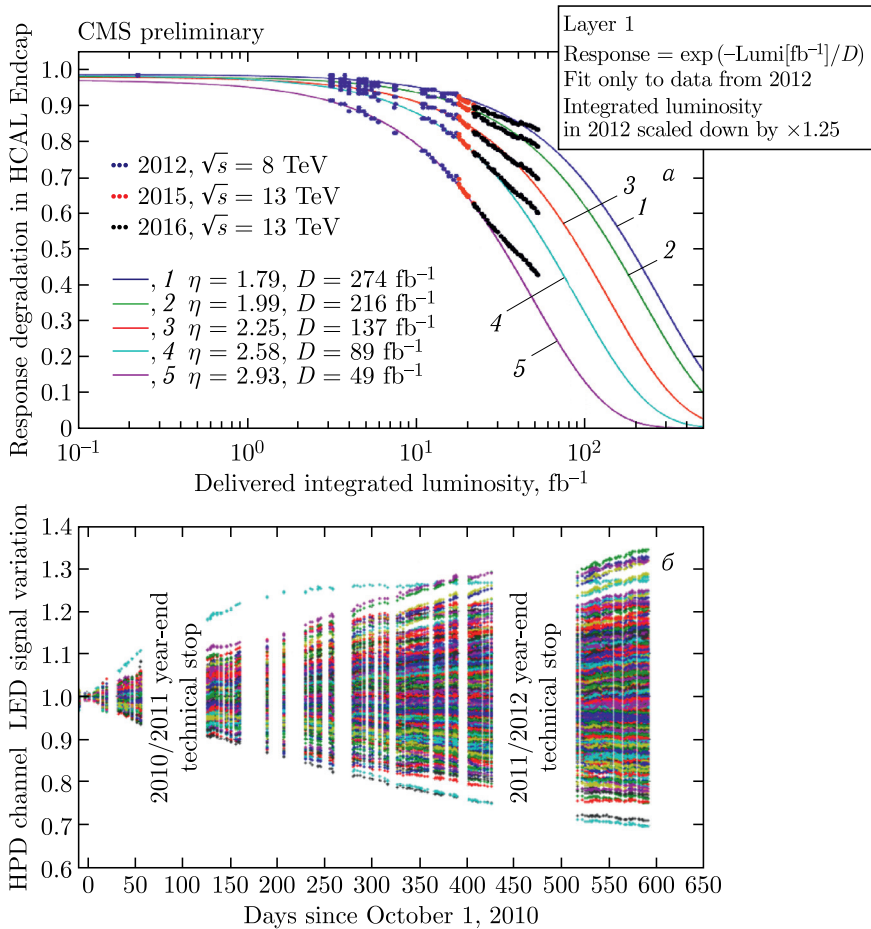 CMS preliminary
Layer 1
Response = exp (–Lumi[fb⁻¹]/D)
Fit only to data from 2012
Integrated luminosity
in 2012 scaled down by ×1.25
Response degradation in HCAL Endcap
1.0
0.9
0.8
0.7
0.6
0.5
0.4
0.3
0.2
0.1
0
2012, √s = 8 TeV
2015, √s = 13 TeV
2016, √s = 13 TeV
, 1 η = 1.79, D = 274 fb⁻¹
, 2 η = 1.99, D = 216 fb⁻¹
, 3 η = 2.25, D = 137 fb⁻¹
, 4 η = 2.58, D = 89 fb⁻¹
, 5 η = 2.93, D = 49 fb⁻¹
а
3
1
2
4
5
10⁻¹ 10⁰ 10¹ 10²
Delivered integrated luminosity, fb⁻¹
HPD channel LED signal variation
1.4
1.3
1.2
1.1
1.0
0.9
0.8
0.7
0.6
2010/2011 year-end
technical stop
2011/2012 year-end
technical stop
б
0 50 100 150 200 250 300 350 400 450 500 550 600 650
Days since October 1, 2010